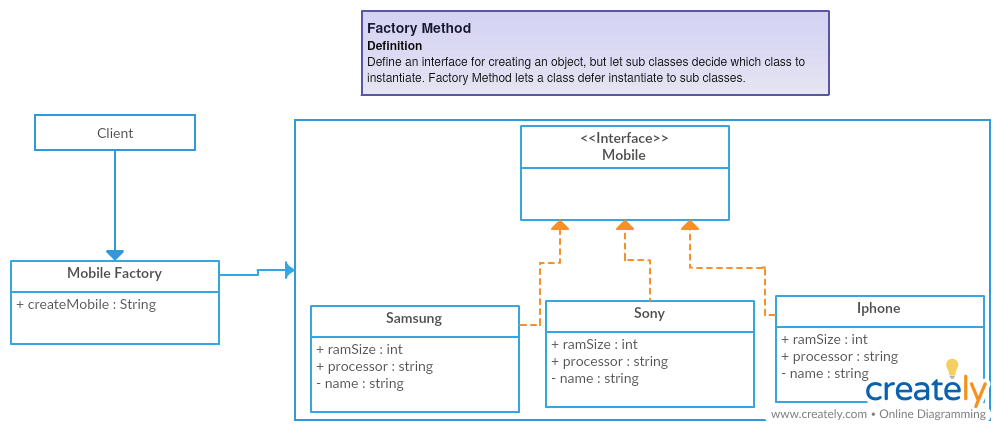 Factory Method
Definition
Define an interface for creating an object, but let sub classes decide which class to
instantiate. Factory Method lets a class defer instantiate to sub classes.
Client
<<Interface>>
Mobile
Mobile Factory
+ createMobile : String
Samsung
+ ramSize : int
+ processor : string
- name : string
Sony
+ ramSize : int
+ processor : string
- name : string
Iphone
+ ramSize : int
+ processor : string
- name : string
creately
www.creately.com • Online Diagramming